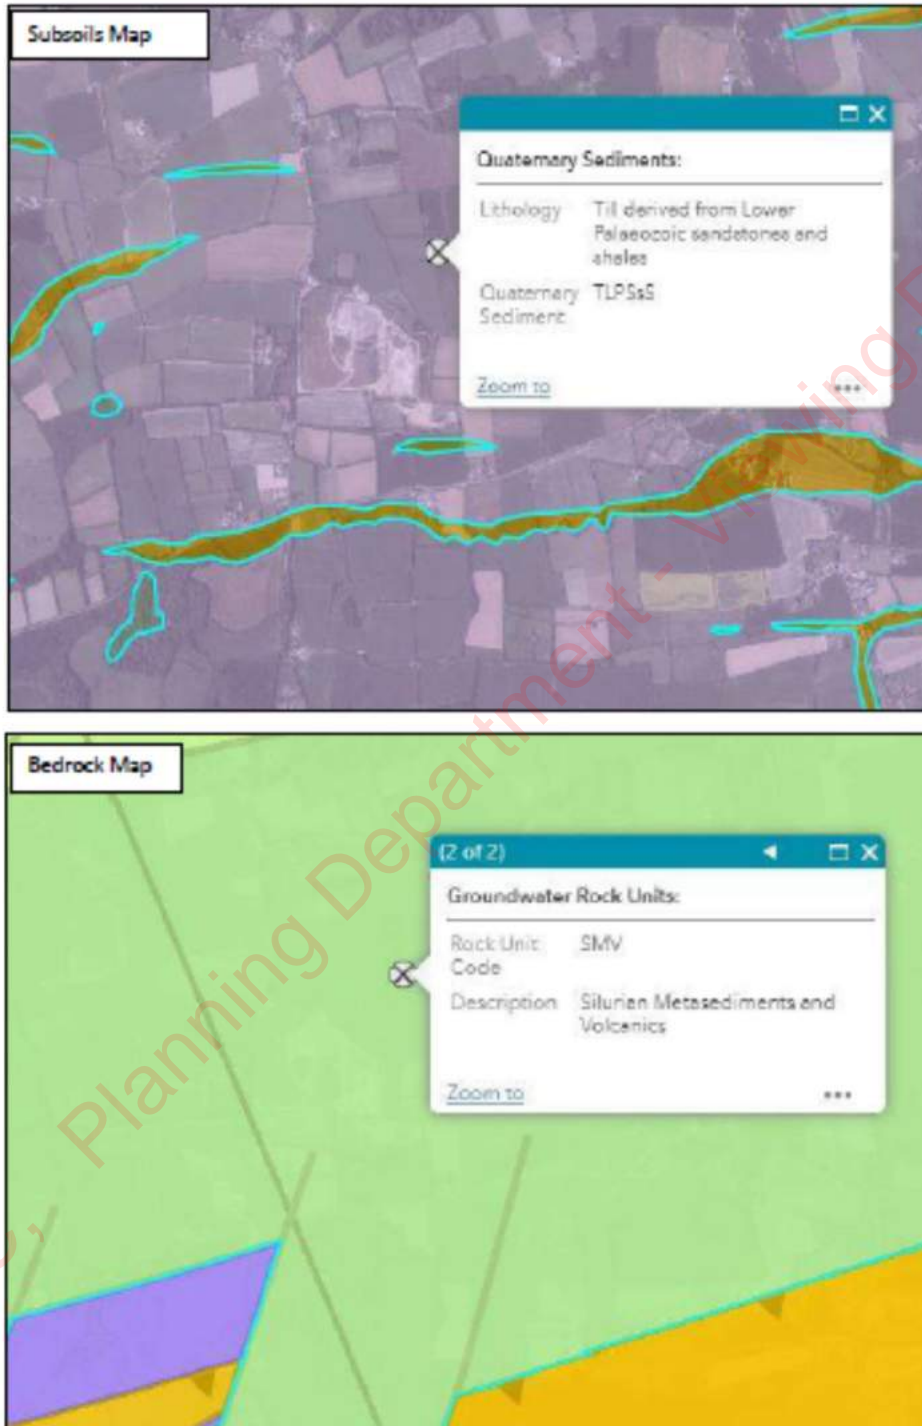 Subsoils Map
Quaternary Sediments:
Lithology Till derived from Lower
Palaeozoic sandstones and
shales
Quaternary TLPSsS
Sediment
Zoom to
Bedrock Map
(2 of 2)
Groundwater Rock Units:
Rock Unit SMV
Code
Description Silurian Metasediments and
Volcanics
Zoom to
Planning Department - Viewing